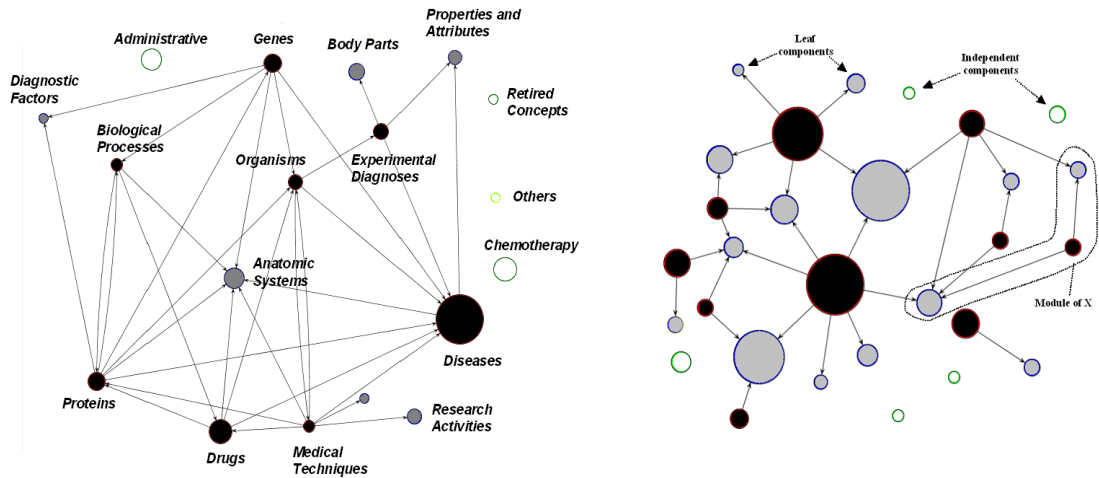 Administrative
Genes
Body Parts
Properties and
Attributes
Diagnostic
Factors
Retired
Concepts
Biological
Processes
Organisms
Experimental
Diagnoses
Others
Anatomic
Systems
Chemotherapy
Diseases
Proteins
Drugs
Medical
Techniques
Research
Activities
Leaf
components
Independent
components
Module of X